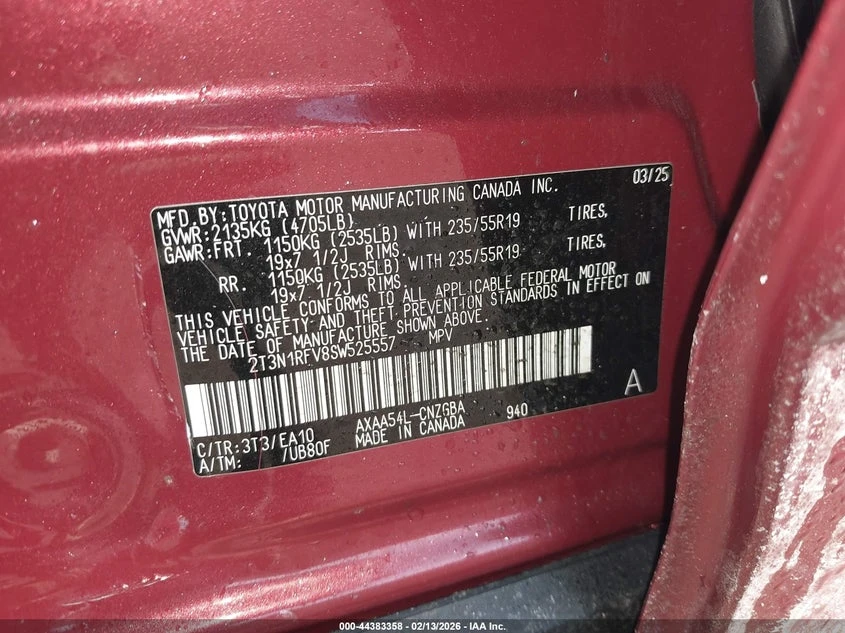 03/25
MFD. BY: TOYOTA MOTOR MANUFACTURING CANADA INC.
GVWR: 2135KG (4705LB)
GAWR: FRT. 1150KG (2535LB) WITH 235/55R19 TIRES,
19x7 1/2J RIMS.
RR. 1150KG (2535LB) WITH 235/55R19 TIRES,
19x7 1/2J RIMS.
THIS VEHICLE CONFORMS TO ALL APPLICABLE FEDERAL MOTOR
VEHICLE SAFETY AND THEFT PREVENTION STANDARDS IN EFFECT ON
THE DATE OF MANUFACTURE SHOWN ABOVE.
2T3N1RFV8SW525557 MPV
A
C/TR: 3T3/EA10 AXAA54L-CNZGBA 940
A/TM: /UB80F MADE IN CANADA
000-44383358 - 02/13/2026 - IAA Inc.